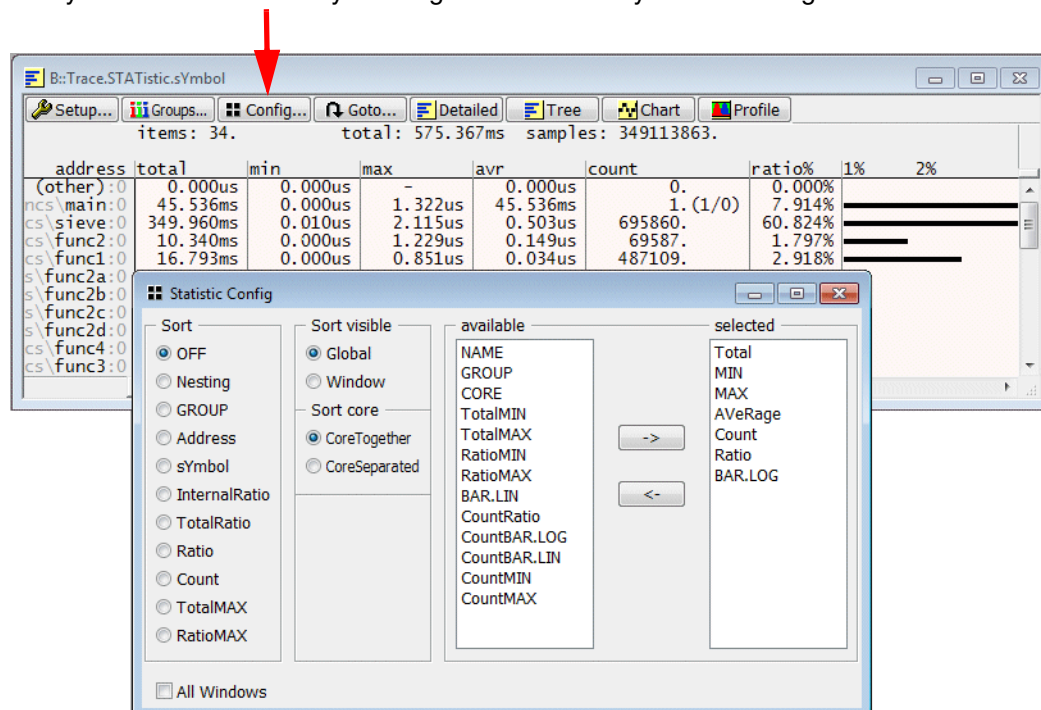 B::Trace.STATistic.sYmbol
Setup... Groups... Config... Goto... Detailed Tree Chart Profile
items: 34. total: 575.367ms samples: 349113863.
address total min max avr count ratio% 1% 2%
(other):0 0.000us 0.000us - 0.000us 0. 0.000%
ncs\main:0 45.536ms 0.000us 1.322us 45.536ms 1. (1/0) 7.914%
cs\sieve:0 349.960ms 0.010us 2.115us 0.503us 695860. 60.824%
cs\func2:0 10.340ms 0.000us 1.229us 0.149us 69587. 1.797%
cs\func1:0 16.793ms 0.000us 0.851us 0.034us 487109. 2.918%
s\func2a:0
s\func2b:0
s\func2c:0
s\func2d:0
cs\func4:0
cs\func3:0
Statistic Config
Sort
OFF
Nesting
GROUP
Address
sYmbol
InternalRatio
TotalRatio
Ratio
Count
TotalMAX
RatioMAX
Sort visible
Global
Window
Sort core
CoreTogether
CoreSeparated
available
NAME
GROUP
CORE
TotalMIN
TotalMAX
RatioMIN
RatioMAX
BAR.LIN
CountRatio
CountBAR.LOG
CountBAR.LIN
CountMIN
CountMAX
->
<-
selected
Total
MIN
MAX
AVeRage
Count
Ratio
BAR.LOG
All Windows